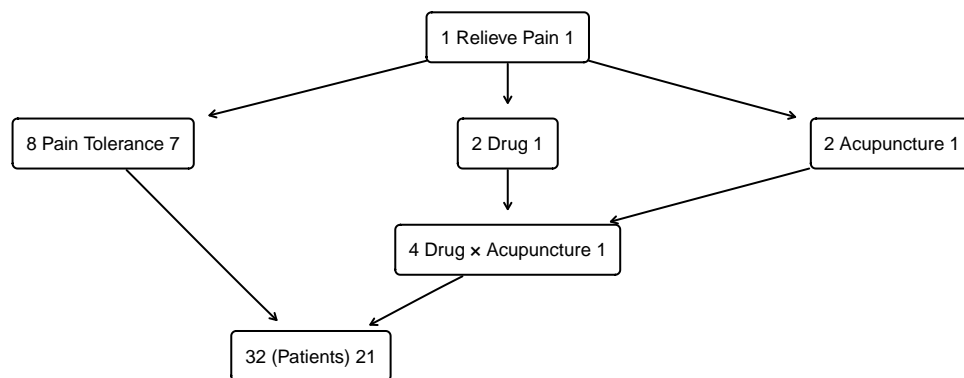 1 Relieve Pain 1
8 Pain Tolerance 7
2 Drug 1
2 Acupuncture 1
4 Drug × Acupuncture 1
32 (Patients) 21